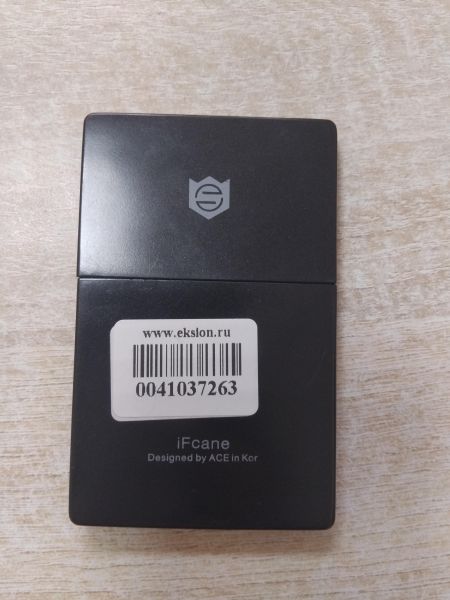 www.ekslon.ru
0041037263
iFcane
Designed by ACE in Kor